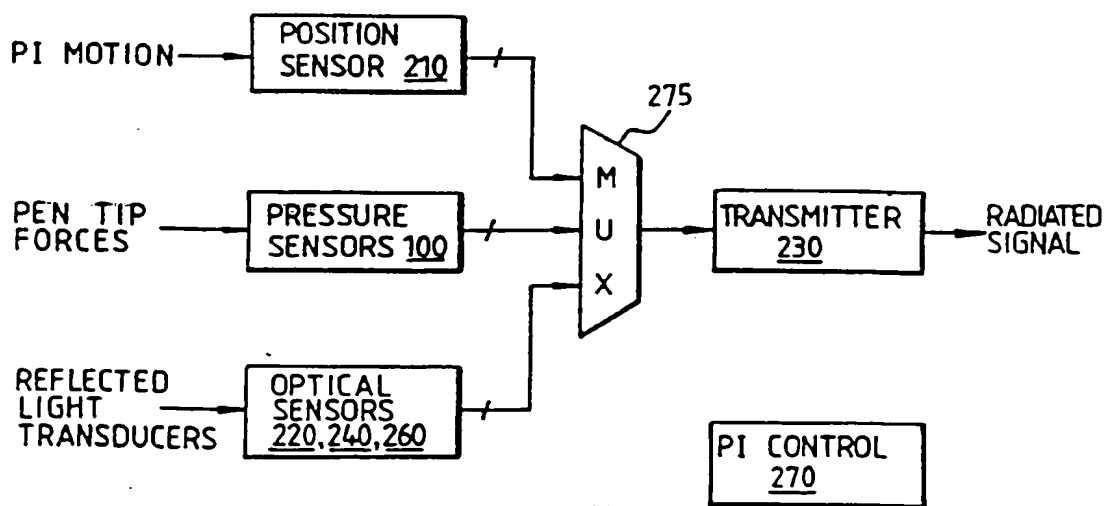 PI MOTION
POSITION
SENSOR 210
275
PEN TIP
FORCES
PRESSURE
SENSORS 100
M
U
X
TRANSMITTER
230
RADIATED
SIGNAL
REFLECTED
LIGHT
TRANSDUCERS
OPTICAL
SENSORS
220, 240, 260
PI CONTROL
270